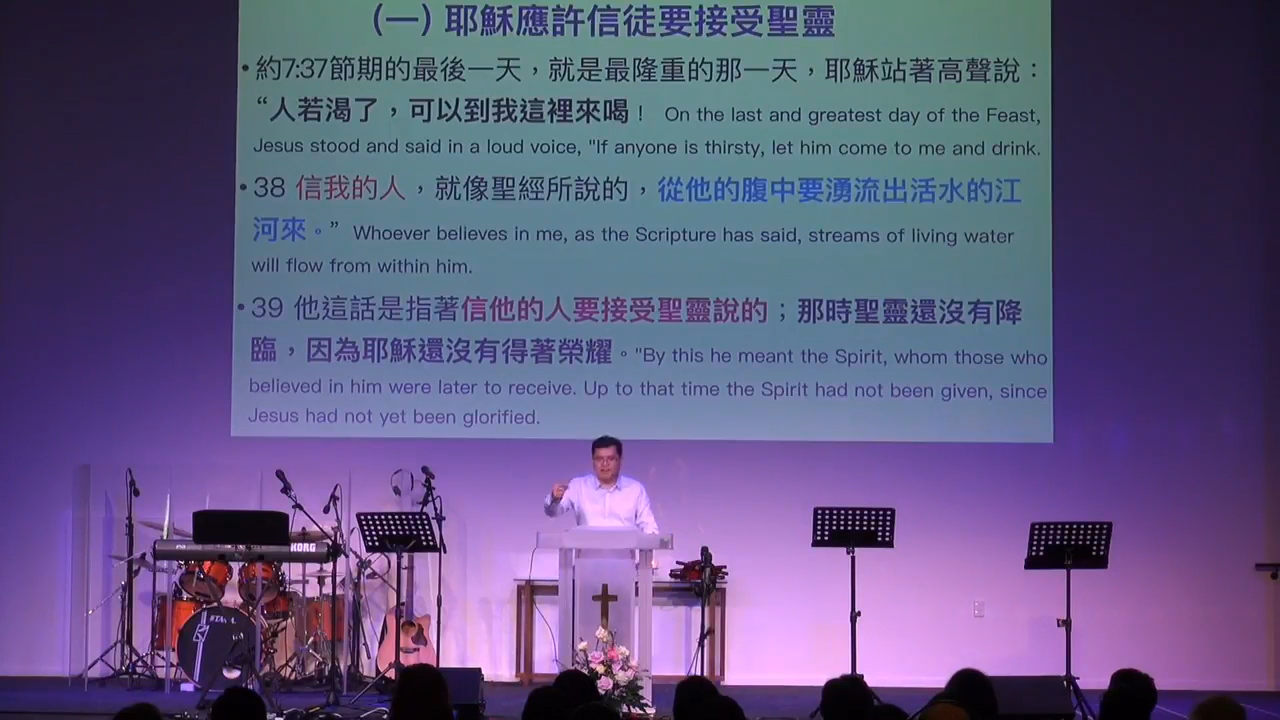 (一) 耶穌應許信徒要接受聖靈
• 約7:37節期的最後一天，就是最隆重的那一天，耶穌站著高聲說：
“人若渴了，可以到我這裡來喝！ On the last and greatest day of the Feast,
Jesus stood and said in a loud voice, "If anyone is thirsty, let him come to me and drink.
• 38 信我的人，就像聖經所說的，從他的腹中要湧流出活水的江
河來。” Whoever believes in me, as the Scripture has said, streams of living water
will flow from within him.
• 39 他這話是指著信他的人要接受聖靈說的；那時聖靈還沒有降
臨，因為耶穌還沒有得著榮耀。"By this he meant the Spirit, whom those who
believed in him were later to receive. Up to that time the Spirit had not been given, since
Jesus had not yet been glorified.
KORG